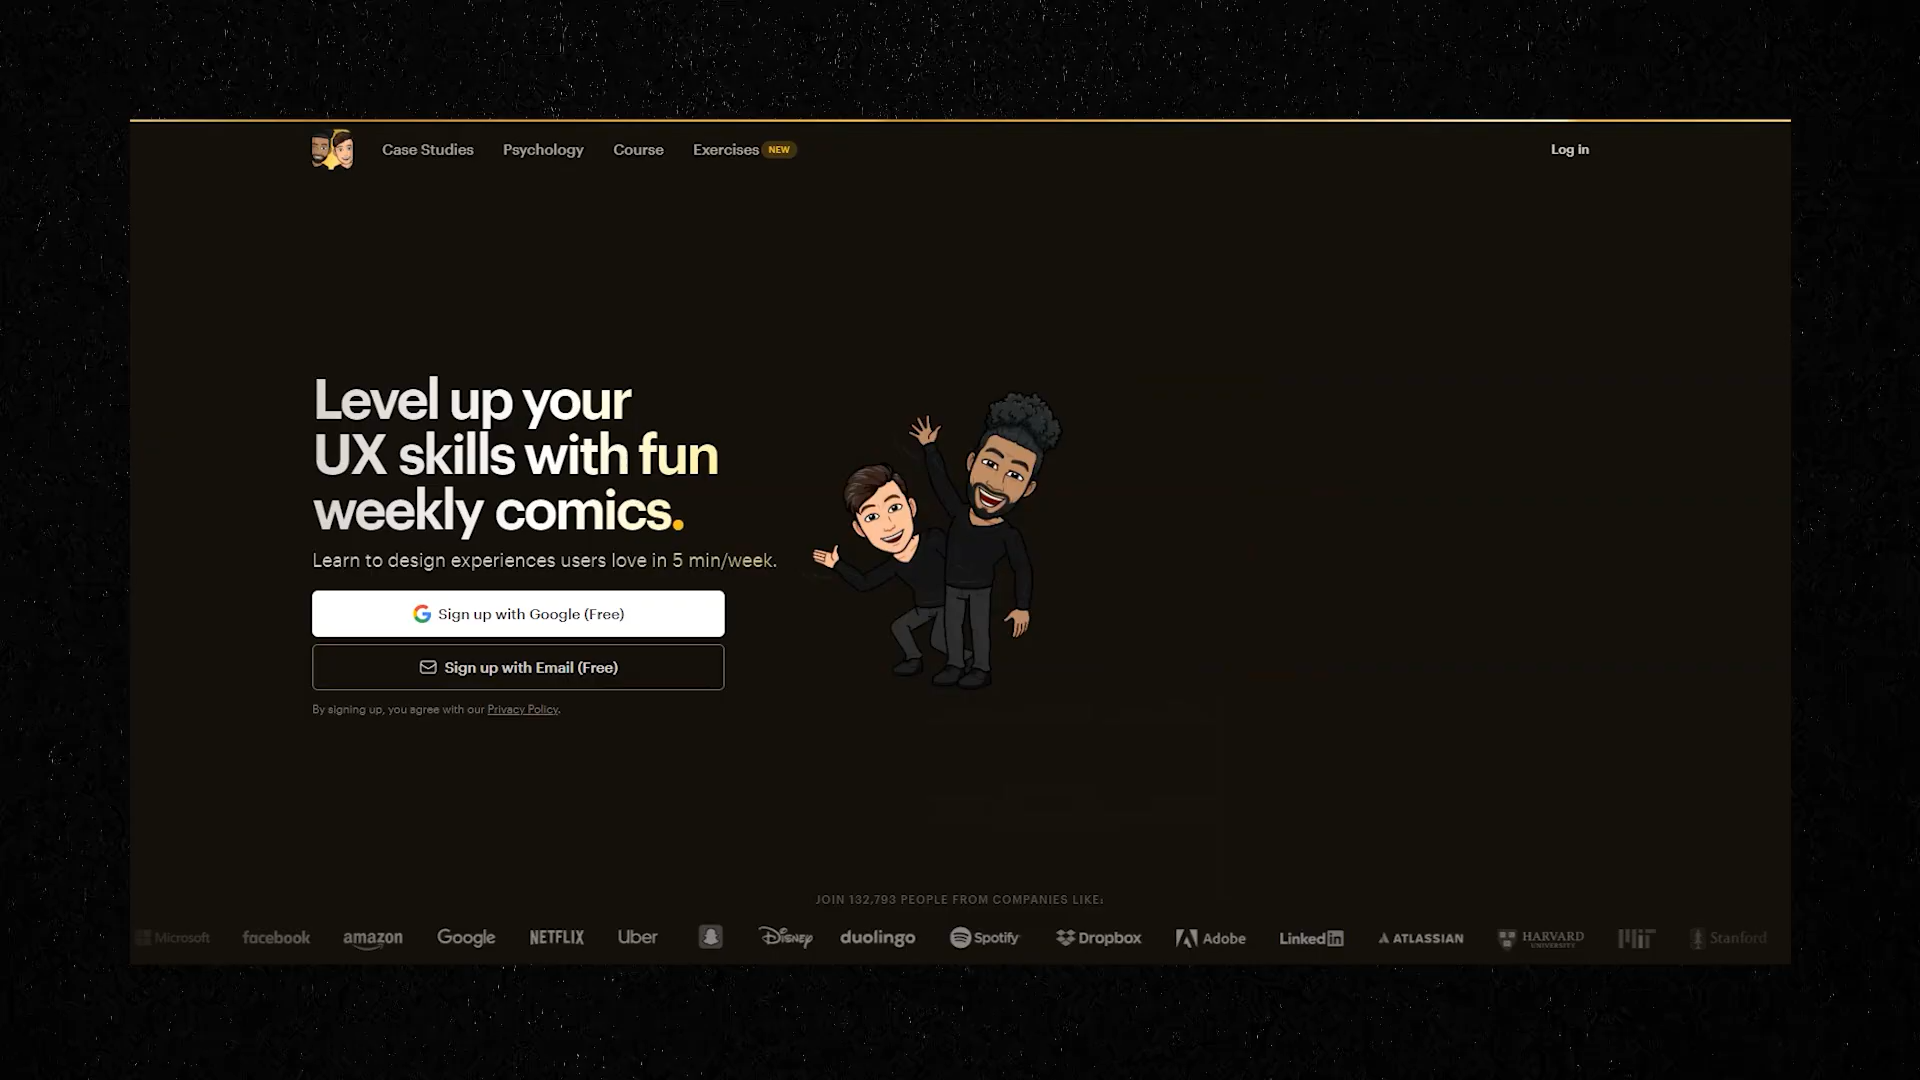 Case Studies
Psychology
Course
Exercises NEW
Log in
Level up your
UX skills with fun
weekly comics.
Learn to design experiences users love in 5 min/week.
Sign up with Google (Free)
Sign up with Email (Free)
By signing up, you agree with our Privacy Policy.
JOIN 132,793 PEOPLE FROM COMPANIES LIKE:
Microsoft
facebook
amazon
Google
NETFLIX
Uber
Disney
duolingo
Spotify
Dropbox
Adobe
Linkedin
ATLASSIAN
HARVARD
UNIVERSITY
MIT
Stanford